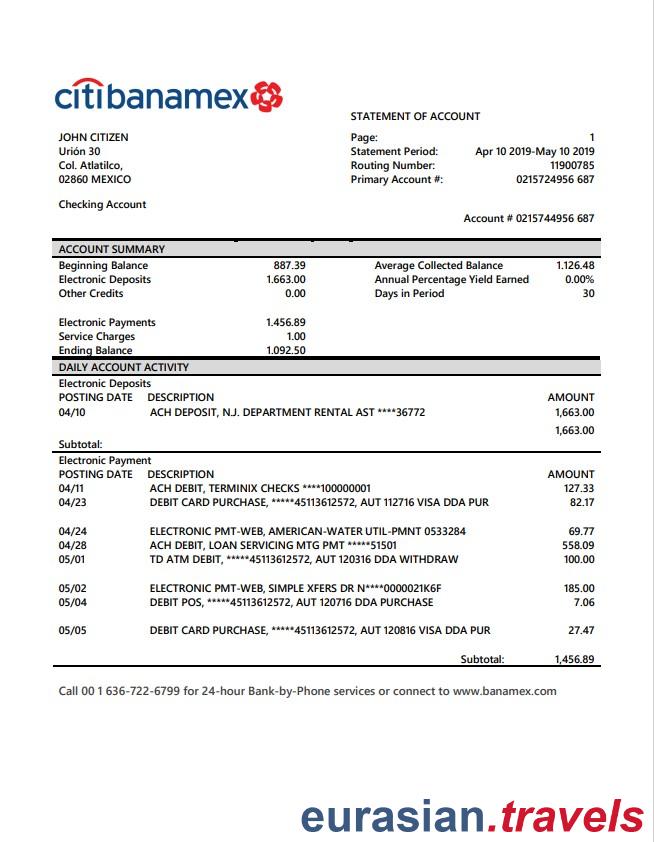 citibanamex
STATEMENT OF ACCOUNT
JOHN CITIZEN
Urión 30
Col. Atlatilco,
02860 MEXICO
Page: 1
Statement Period: Apr 10 2019-May 10 2019
Routing Number: 11900785
Primary Account #: 0215724956 687
Checking Account
Account # 0215744956 687
ACCOUNT SUMMARY
Beginning Balance 887.39 Average Collected Balance 1.126.48
Electronic Deposits 1.663.00 Annual Percentage Yield Earned 0.00%
Other Credits 0.00 Days in Period 30
Electronic Payments 1.456.89
Service Charges 1.00
Ending Balance 1.092.50
DAILY ACCOUNT ACTIVITY
Electronic Deposits
POSTING DATE DESCRIPTION AMOUNT
04/10 ACH DEPOSIT, N.J. DEPARTMENT RENTAL AST ****36772 1,663.00
1,663.00
Subtotal:
Electronic Payment
POSTING DATE DESCRIPTION AMOUNT
04/11 ACH DEBIT, TERMINIX CHECKS ****100000001 127.33
04/23 DEBIT CARD PURCHASE, *****45113612572, AUT 112716 VISA DDA PUR 82.17
04/24 ELECTRONIC PMT-WEB, AMERICAN-WATER UTIL-PMNT 0533284 69.77
04/28 ACH DEBIT, LOAN SERVICING MTG PMT *****51501 558.09
05/01 TD ATM DEBIT, *****45113612572, AUT 120316 DDA WITHDRAW 100.00
05/02 ELECTRONIC PMT-WEB, SIMPLE XFERS DR N****0000021K6F 185.00
05/04 DEBIT POS, *****45113612572, AUT 120716 DDA PURCHASE 7.06
05/05 DEBIT CARD PURCHASE, *****45113612572, AUT 120816 VISA DDA PUR 27.47
Subtotal: 1,456.89
Call 00 1 636-722-6799 for 24-hour Bank-by-Phone services or connect to www.banamex.com
eurasian.travels